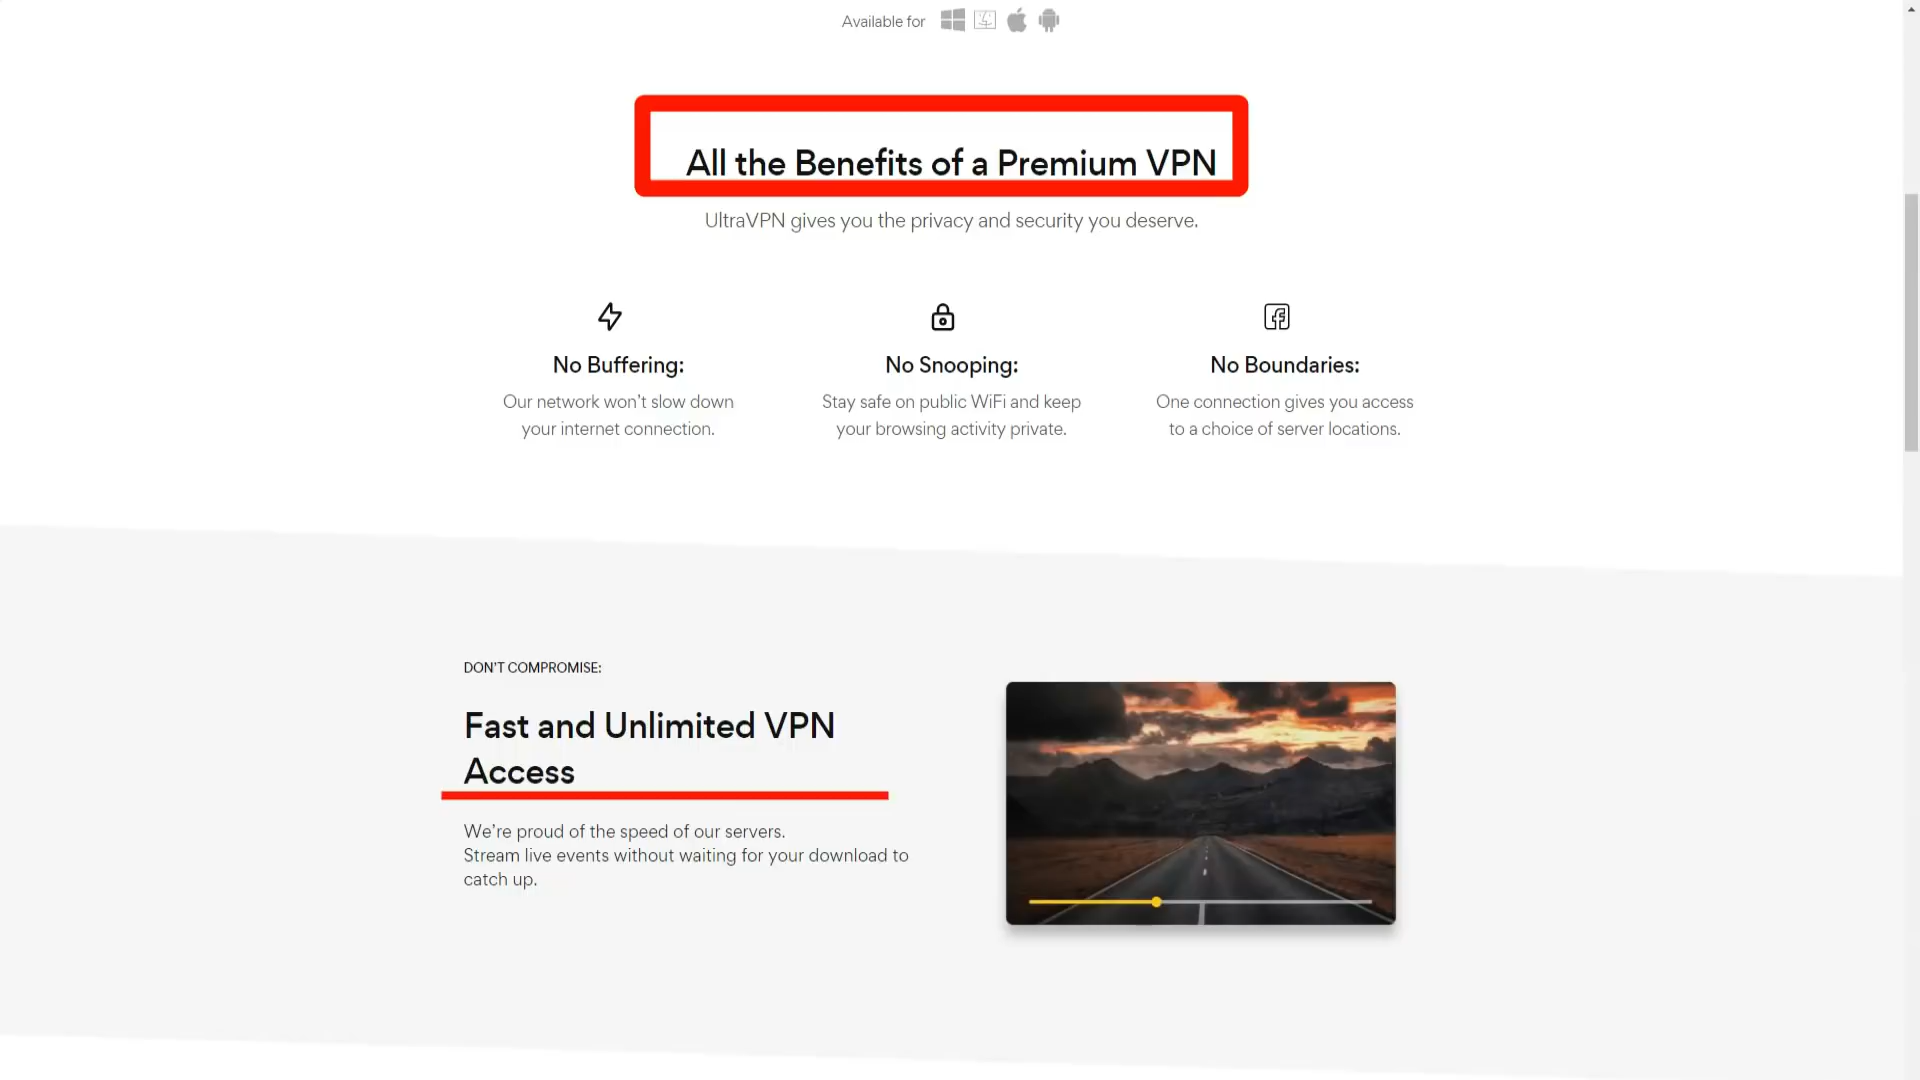 Available for
All the Benefits of a Premium VPN
UltraVPN gives you the privacy and security you deserve.
No Buffering:
Our network won’t slow down
your internet connection.
No Snooping:
Stay safe on public WiFi and keep
your browsing activity private.
No Boundaries:
One connection gives you access
to a choice of server locations.
DON’T COMPROMISE:
Fast and Unlimited VPN
Access
We’re proud of the speed of our servers.
Stream live events without waiting for your download to
catch up.